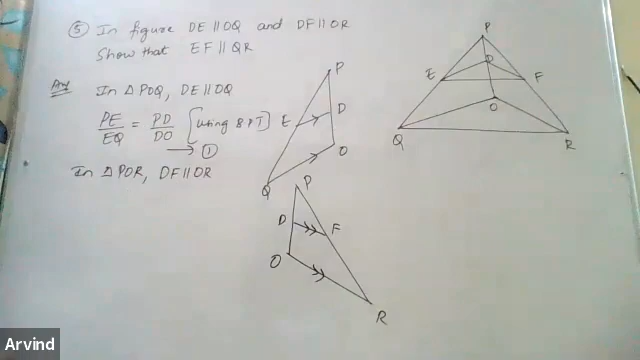 ⑤ In figure DE || OQ and DF || OR
Show that EF || QR
Ans In △POQ, DE || OQ
PE/EQ = PD/DO [using BPT]
→ ①
In △POR, DF || OR
P
E
D
O
Q
P
D
F
O
R
P
D
E
F
O
Q
R
Arvind